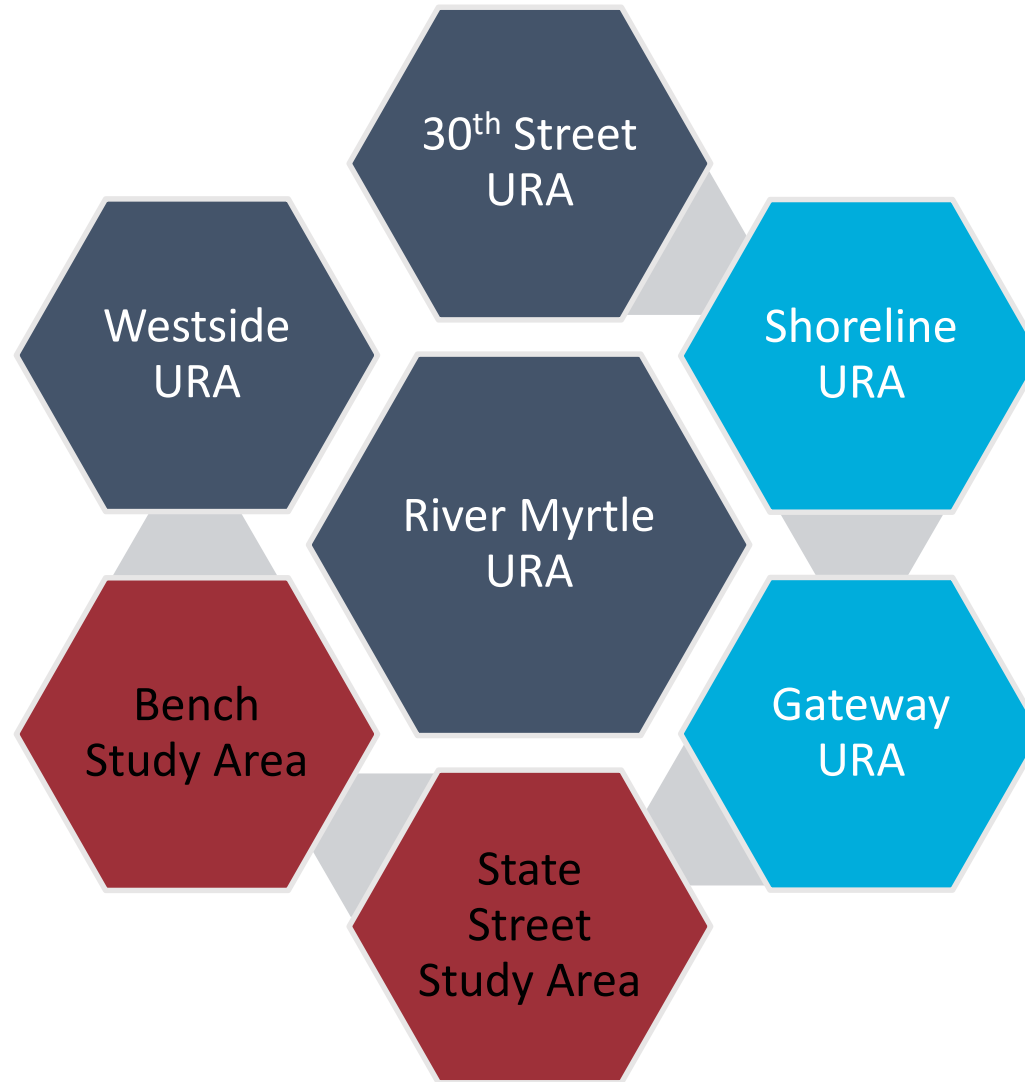 30th Street
URA
Westside
URA
Shoreline
URA
River Myrtle
URA
Bench
Study Area
Gateway
URA
State
Street
Study Area